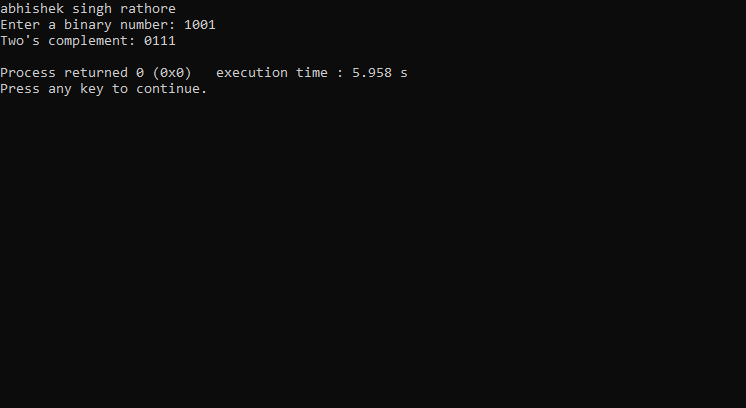 abhishek singh rathore
Enter a binary number: 1001
Two's complement: 0111
Process returned 0 (0x0)   execution time : 5.958 s
Press any key to continue.